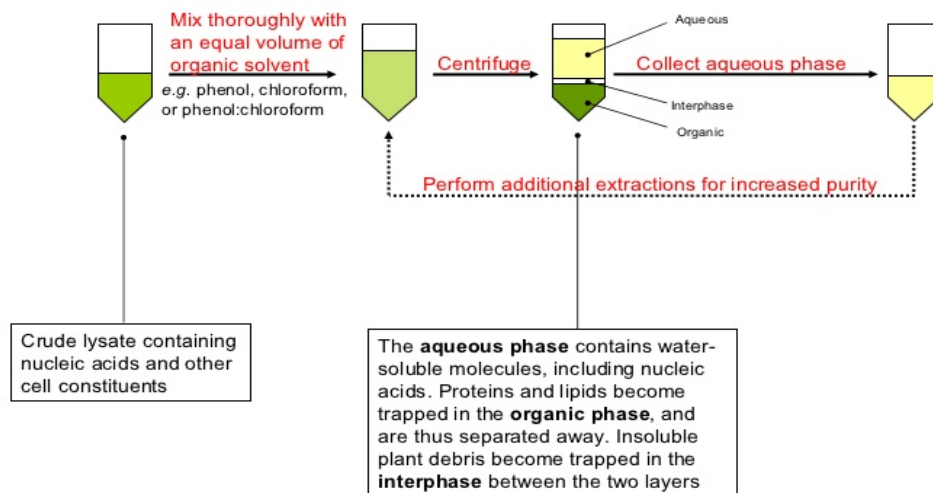 Mix thoroughly with
an equal volume of
organic solvent
e.g. phenol, chloroform,
or phenol:chloroform
Centrifuge
Aqueous
Interphase
Organic
Collect aqueous phase
Perform additional extractions for increased purity
Crude lysate containing
nucleic acids and other
cell constituents
The aqueous phase contains water-
soluble molecules, including nucleic
acids. Proteins and lipids become
trapped in the organic phase, and
are thus separated away. Insoluble
plant debris become trapped in the
interphase between the two layers